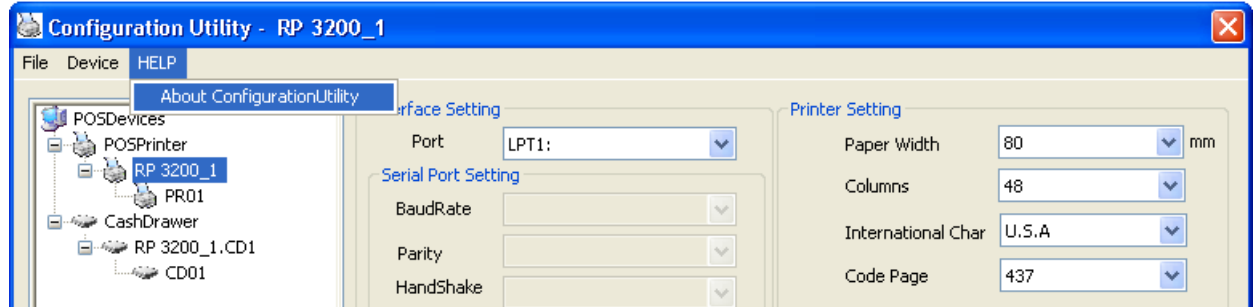 Configuration Utility - RP 3200_1
File Device HELP
About ConfigurationUtility
POSDevices
POSPrinter
RP 3200_1
PR01
CashDrawer
RP 3200_1.CD1
CD01
erface Setting
Port LPT1:
Serial Port Setting
BaudRate
Parity
HandShake
Printer Setting
Paper Width 80 mm
Columns 48
International Char U.S.A
Code Page 437